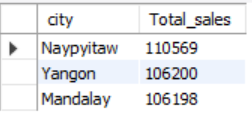 city Total_sales
Naypyitaw 110569
Yangon 106200
Mandalay 106198